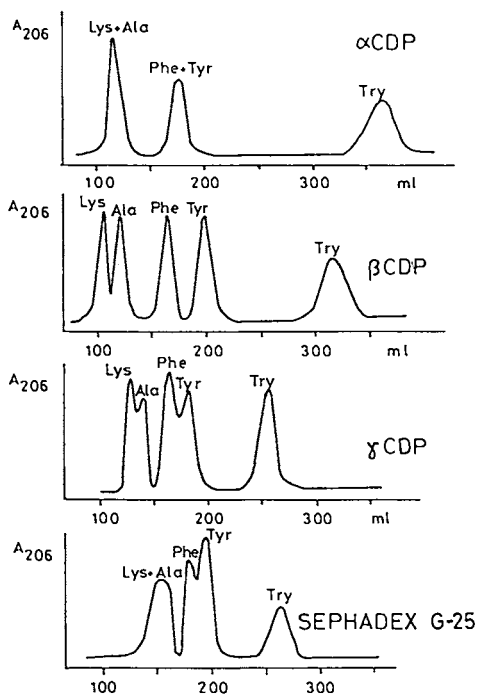 A206
Lys+Ala
Phe+Tyr
Try
αCDP
100 200 300 ml
A206
Lys Ala Phe Tyr Try
βCDP
100 200 300 ml
A206
Lys Ala Phe Tyr Try
γCDP
100 200 300 ml
A206
Lys+Ala Phe Tyr Try
SEPHADEX G-25
100 200 300